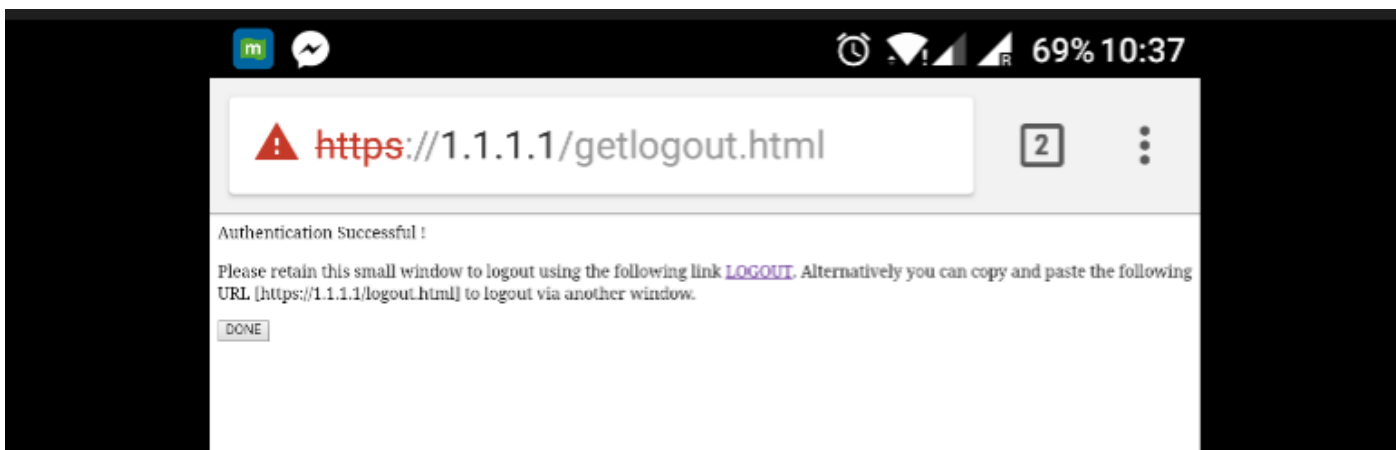 m
R 69% 10:37
https://1.1.1.1/getlogout.html 2
Authentication Successful !
Please retain this small window to logout using the following link LOGOUT. Alternatively you can copy and paste the following
URL [https://1.1.1.1/logout.html] to logout via another window.
DONE